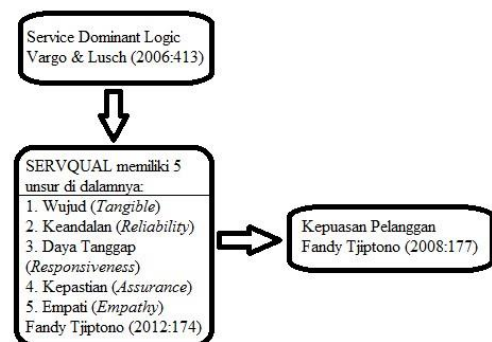 Service Dominant Logic
Vargo & Lusch (2006:413)
SERVQUAL memiliki 5
unsur di dalamnya:
1. Wujud (Tangible)
2. Keandalan (Reliability)
3. Daya Tanggap
(Responsiveness)
4. Kepastian (Assurance)
5. Empati (Empathy)
Fandy Tjiptono (2012:174)
Kepuasan Pelanggan
Fandy Tjiptono (2008:177)